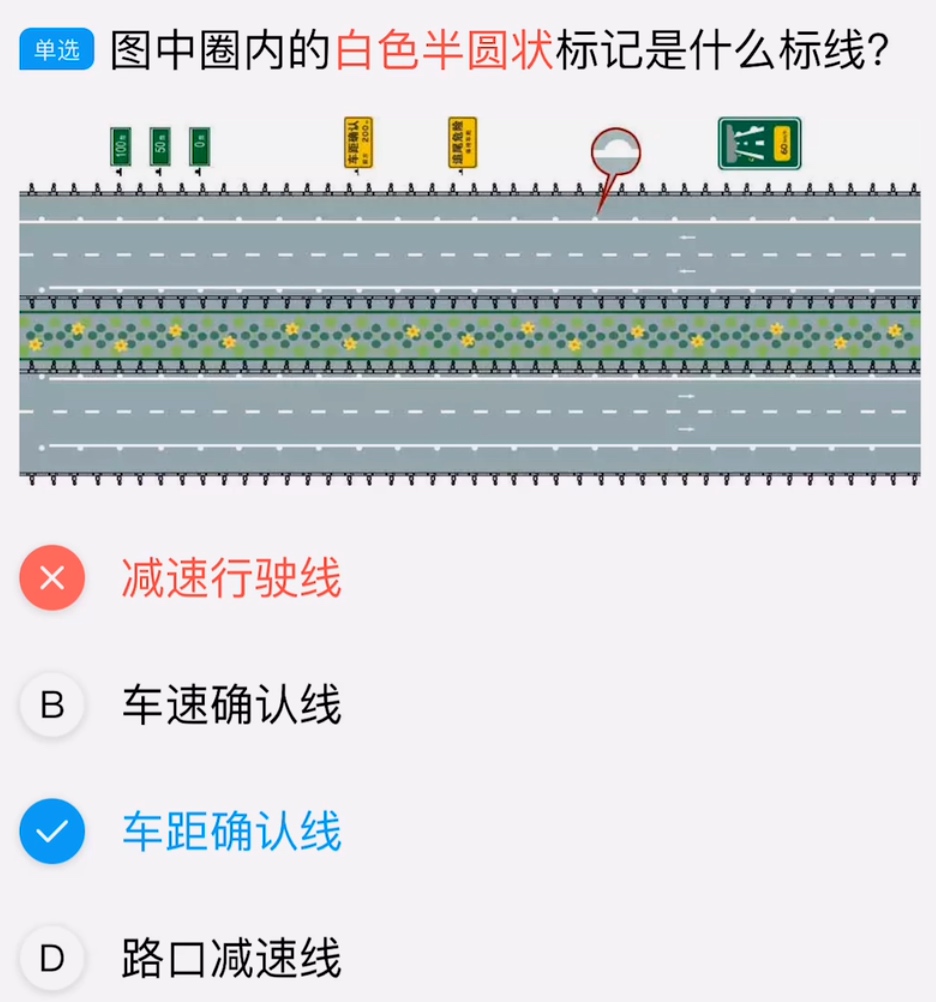 单选 图中圈内的白色半圆状标记是什么标线?
100m 50m 0m 车距确认 200m 追尾危险 60km/h
减速行驶线
B 车速确认线
车距确认线
D 路口减速线